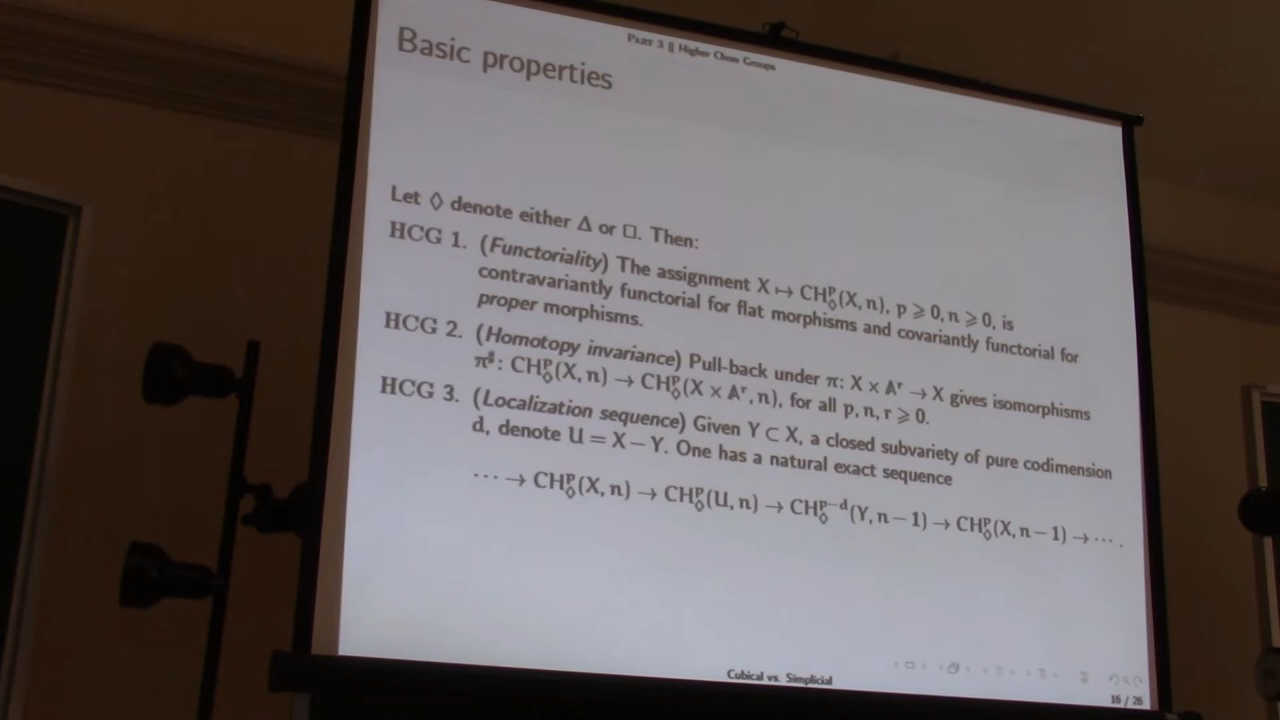 Part 3 || Higher Chow Groups
Basic properties
Let ◊ denote either Δ or □. Then:
HCG 1. (Functoriality) The assignment X ↦ CH^p_◊(X, n), p ⩾ 0, n ⩾ 0, is
contravariantly functorial for flat morphisms and covariantly functorial for
proper morphisms.
HCG 2. (Homotopy invariance) Pull-back under π: X × A^r → X gives isomorphisms
π^♯: CH^p_◊(X, n) → CH^p_◊(X × A^r, n), for all p, n, r ⩾ 0.
HCG 3. (Localization sequence) Given Y ⊂ X, a closed subvariety of pure codimension
d, denote U = X − Y. One has a natural exact sequence
⋯ → CH^p_◊(X, n) → CH^p_◊(U, n) → CH^{p−d}_◊(Y, n − 1) → CH^p_◊(X, n − 1) → ⋯ .
Cubical vs. Simplicial
16 / 26